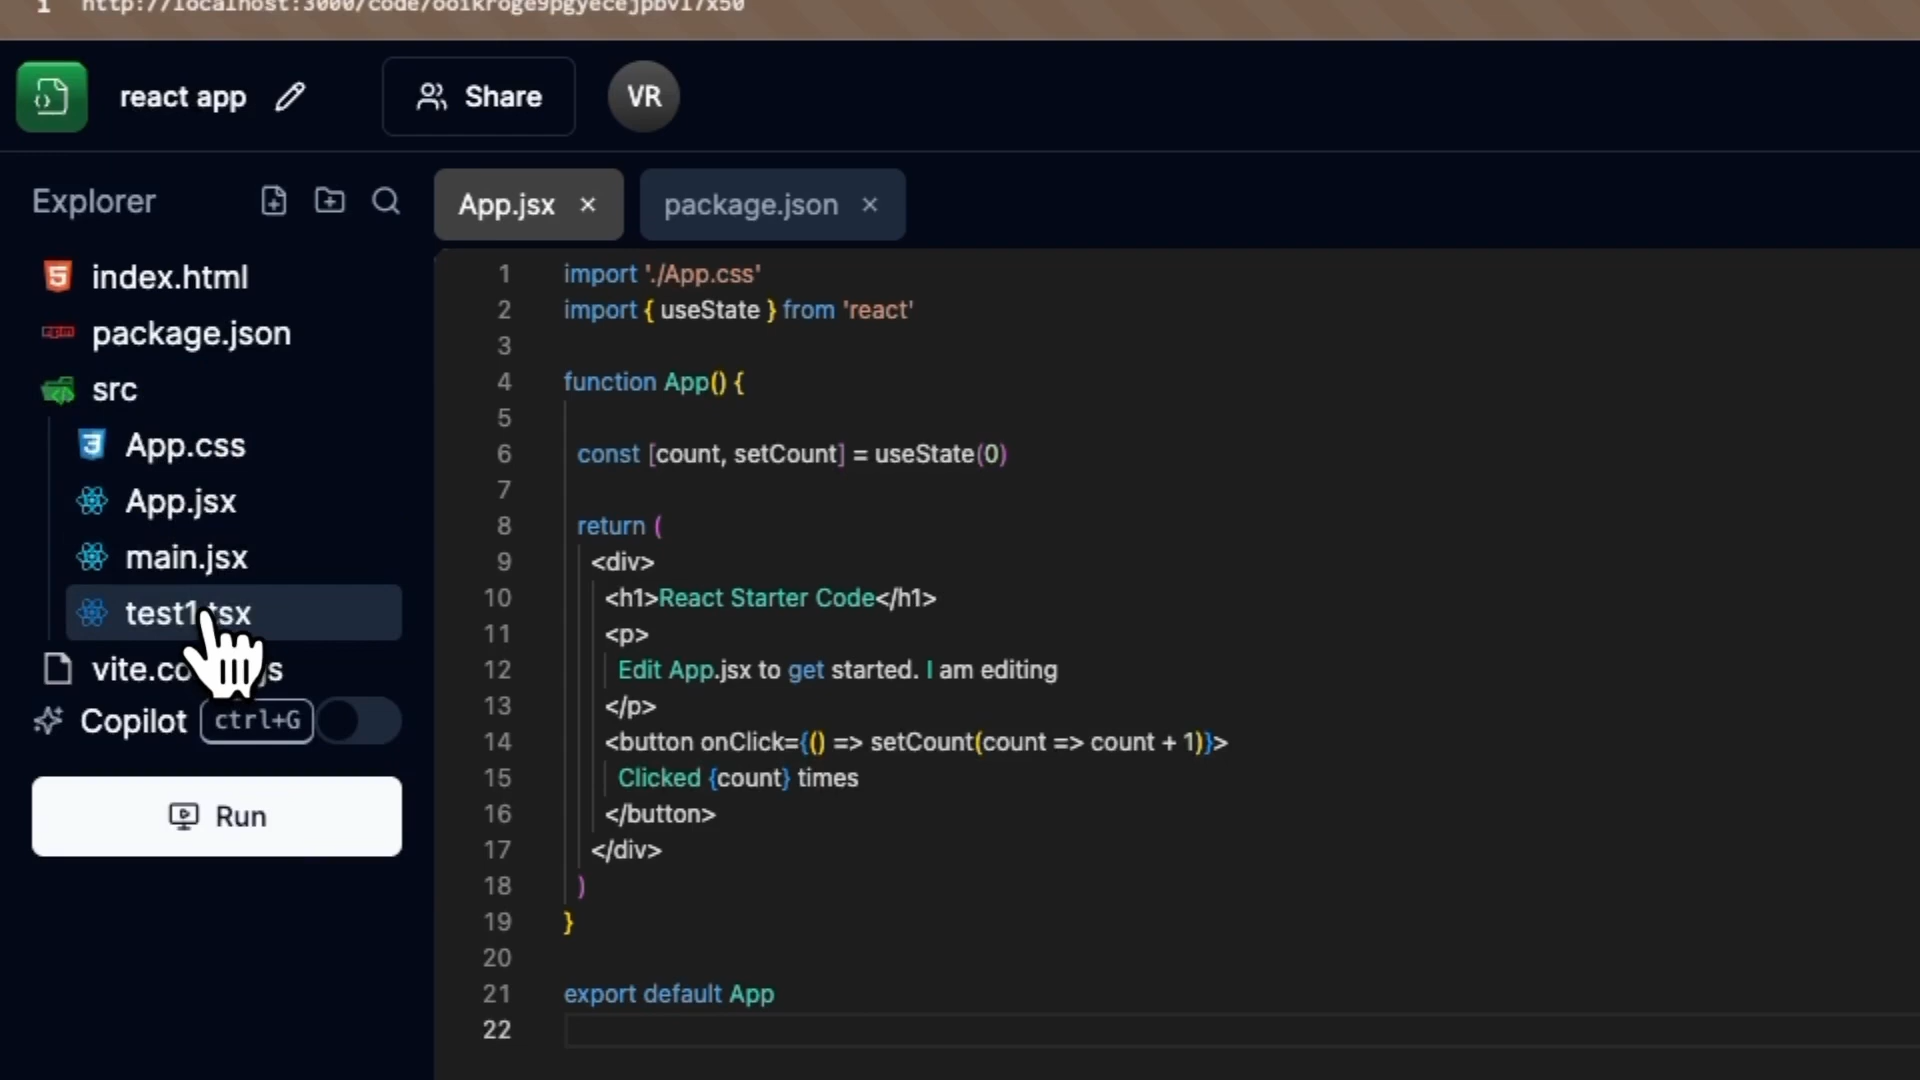 react app
Share
VR
Explorer
App.jsx ×
package.json ×
index.html
package.json
src
App.css
App.jsx
main.jsx
test1.tsx
Copilot ctrl+G
Run
1 import './App.css'
2 import { useState } from 'react'
3
4 function App() {
5
6 const [count, setCount] = useState(0)
7
8 return (
9 <div>
10 <h1>React Starter Code</h1>
11 <p>
12 Edit App.jsx to get started. I am editing
13 </p>
14 <button onClick={() => setCount(count => count + 1)}>
15 Clicked {count} times
16 </button>
17 </div>
18 )
19 }
20
21 export default App
22